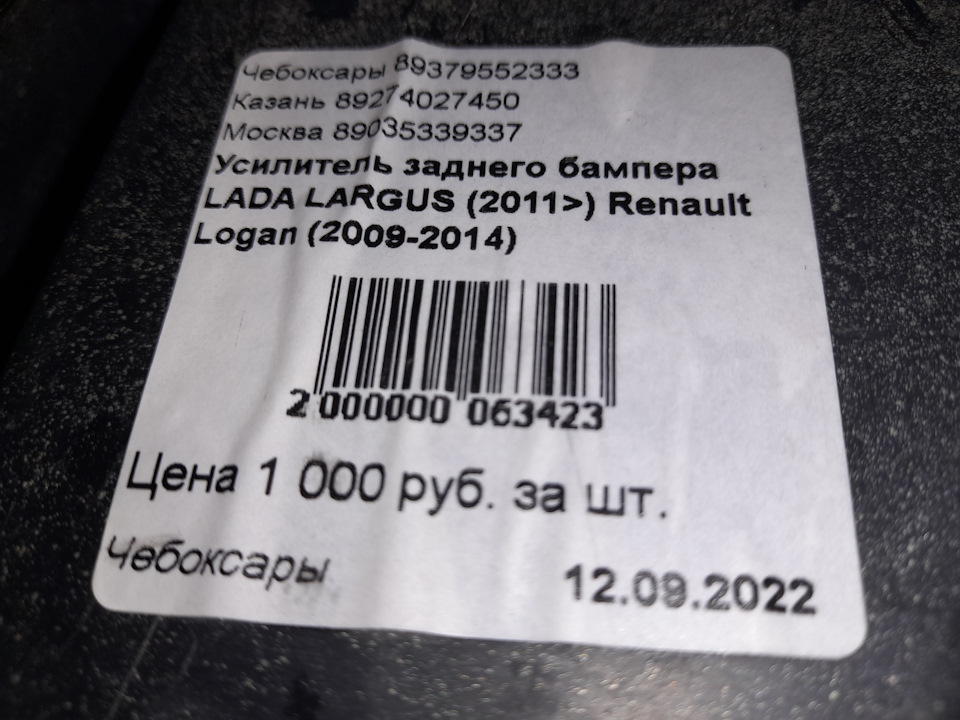 Чебоксары 89379552333
Казань 89274027450
Москва 89035339337
Усилитель заднего бампера
LADA LARGUS (2011>) Renault
Logan (2009-2014)
2 000000 063423
Цена 1 000 руб. за шт.
Чебоксары
12.09.2022